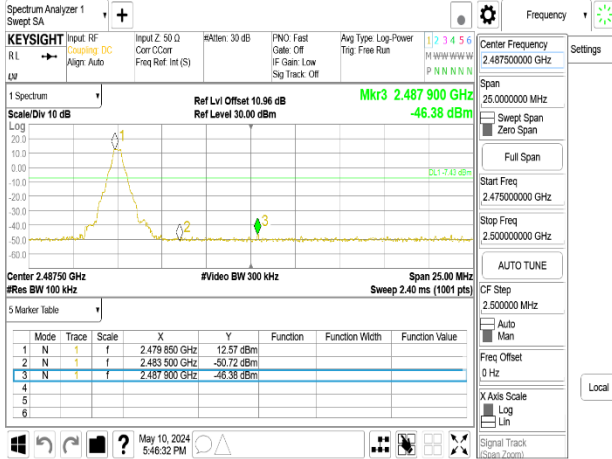 Spectrum Analyzer 1
Swept SA
Frequency
Settings
KEYSIGHT
RL
Input: RF
Coupling: DC
Align: Auto
Input Z: 50 Ω
Corr CCorr
Freq Ref: Int (S)
#Atten: 30 dB
PNO: Fast
Gate: Off
IF Gain: Low
Sig Track: Off
Avg Type: Log-Power
Trig: Free Run
1 2 3 4 5 6
M W W W W W
P N N N N N
1 Spectrum
Scale/Div 10 dB
Ref Lvl Offset 10.96 dB
Ref Level 30.00 dBm
Mkr3 2.487 900 GHz
-46.38 dBm
Log
20.0
10.0
0.00
-10.0
-20.0
-30.0
-40.0
-50.0
-60.0
1
2
3
DL1 -7.43 dBm
Center 2.48750 GHz
#Video BW 300 kHz
Span 25.00 MHz
#Res BW 100 kHz
Sweep 2.40 ms (1001 pts)
5 Marker Table
Mode Trace Scale X Y Function Function Width Function Value
1 N 1 f 2.479 850 GHz 12.57 dBm
2 N 1 f 2.483 500 GHz -50.72 dBm
3 N 1 f 2.487 900 GHz -46.38 dBm
4
5
6
May 10, 2024
5:46:32 PM
Center Frequency
2.487500000 GHz
Span
25.0000000 MHz
Swept Span
Zero Span
Full Span
Start Freq
2.475000000 GHz
Stop Freq
2.500000000 GHz
AUTO TUNE
CF Step
2.500000 MHz
Auto
Man
Freq Offset
0 Hz
X Axis Scale
Log
Lin
Signal Track
(Span Zoom)
Local